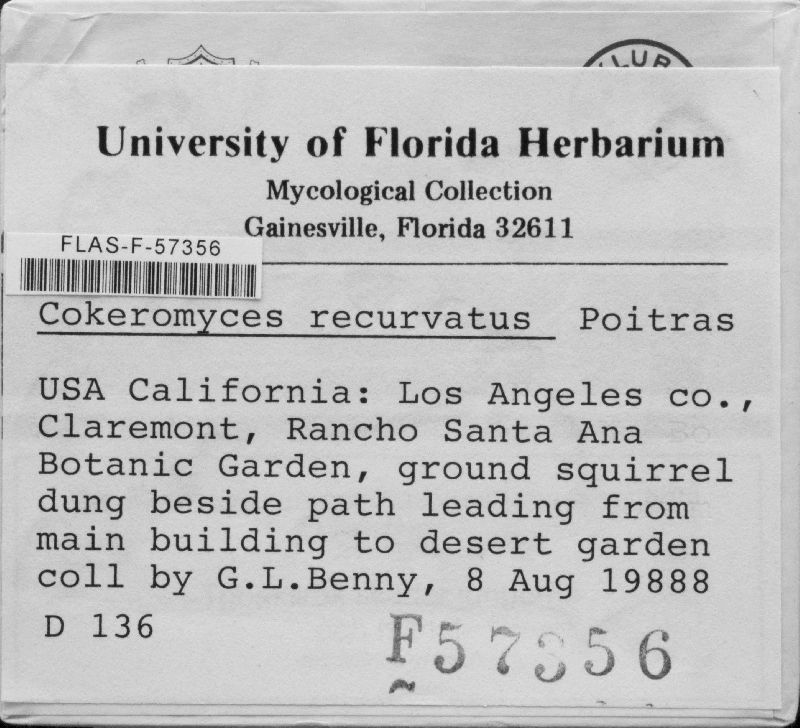 University of Florida Herbarium
Mycological Collection
Gainesville, Florida 32611
FLAS-F-57356
Cokeromyces recurvatus Poitras
USA California: Los Angeles co.,
Claremont, Rancho Santa Ana
Botanic Garden, ground squirrel
dung beside path leading from
main building to desert garden
coll by G.L.Benny, 8 Aug 19888
D 136
F57356